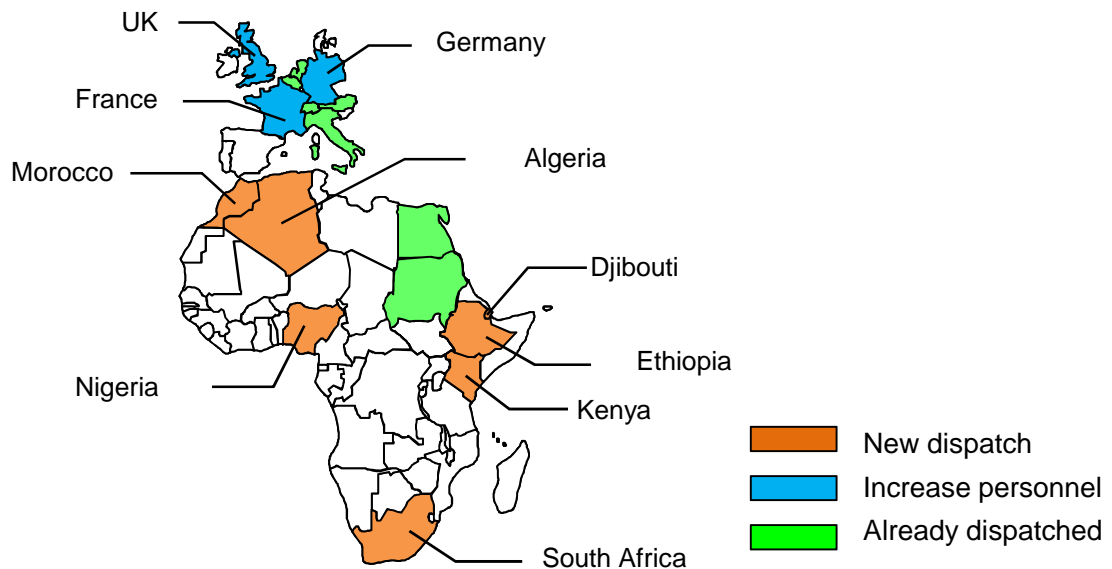 UK
Germany
France
Algeria
Morocco
Djibouti
Ethiopia
Nigeria
Kenya
New dispatch
Increase personnel
Already dispatched
South Africa